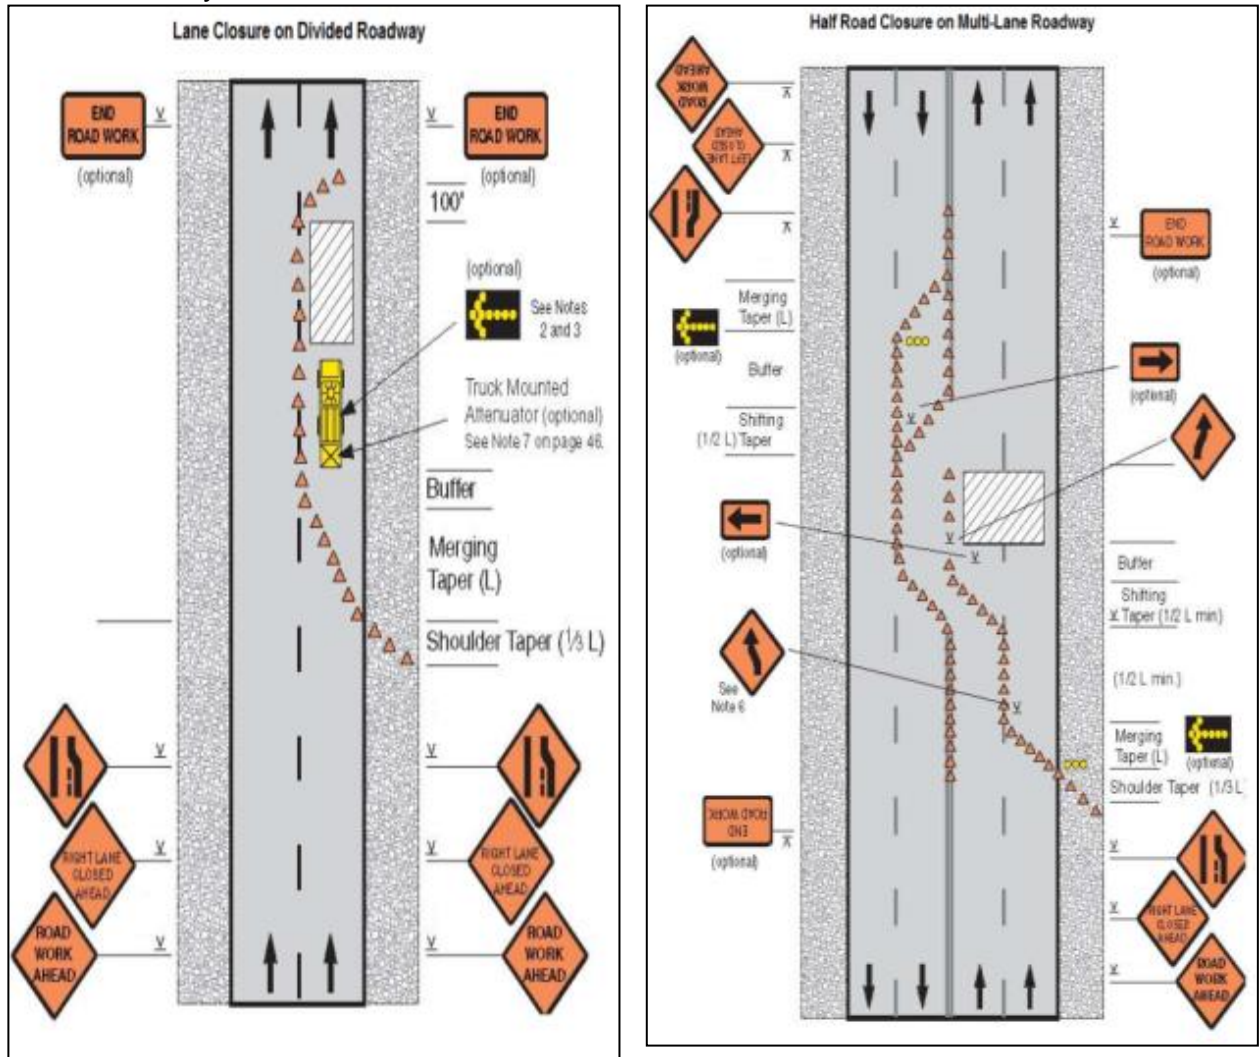 Lane Closure on Divided Roadway
END
ROAD WORK
(optional)
END
ROAD WORK
(optional)
100'
(optional)
See Notes
2 and 3
Truck Mounted
Attenuator (optional)
See Note 7 on page 46.
Buffer
Merging
Taper (L)
Shoulder Taper (⅓ L)
RIGHT LANE
CLOSED
AHEAD
RIGHT LANE
CLOSED
AHEAD
ROAD
WORK
AHEAD
ROAD
WORK
AHEAD
Half Road Closure on Multi-Lane Roadway
ROAD
WORK
AHEAD
LEFT LANE
CLOSED
AHEAD
END
ROAD WORK
(optional)
Merging
Taper (L)
(optional)
Buffer
(optional)
Shifting
(1/2 L) Taper
(optional)
Buffer
Shifting
Taper (1/2 L min)
See
Note 6
(1/2 L min.)
Merging
Taper (L)
(optional)
Shoulder Taper (1/3 L
END
ROAD WORK
(optional)
RIGHT LANE
CLOSED
AHEAD
ROAD
WORK
AHEAD